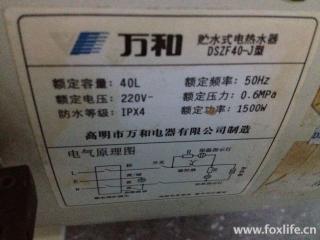 万和
贮水式电热水器
DSZF40-J型
额定容量: 40L
额定频率: 50Hz
额定电压: 220V~
额定压力: 0.6MPa
防水等级: IPX4
额定功率: 1500W
高明市万和电器有限公司制造
电气原理图
L
N
E
www.foxlife.cn